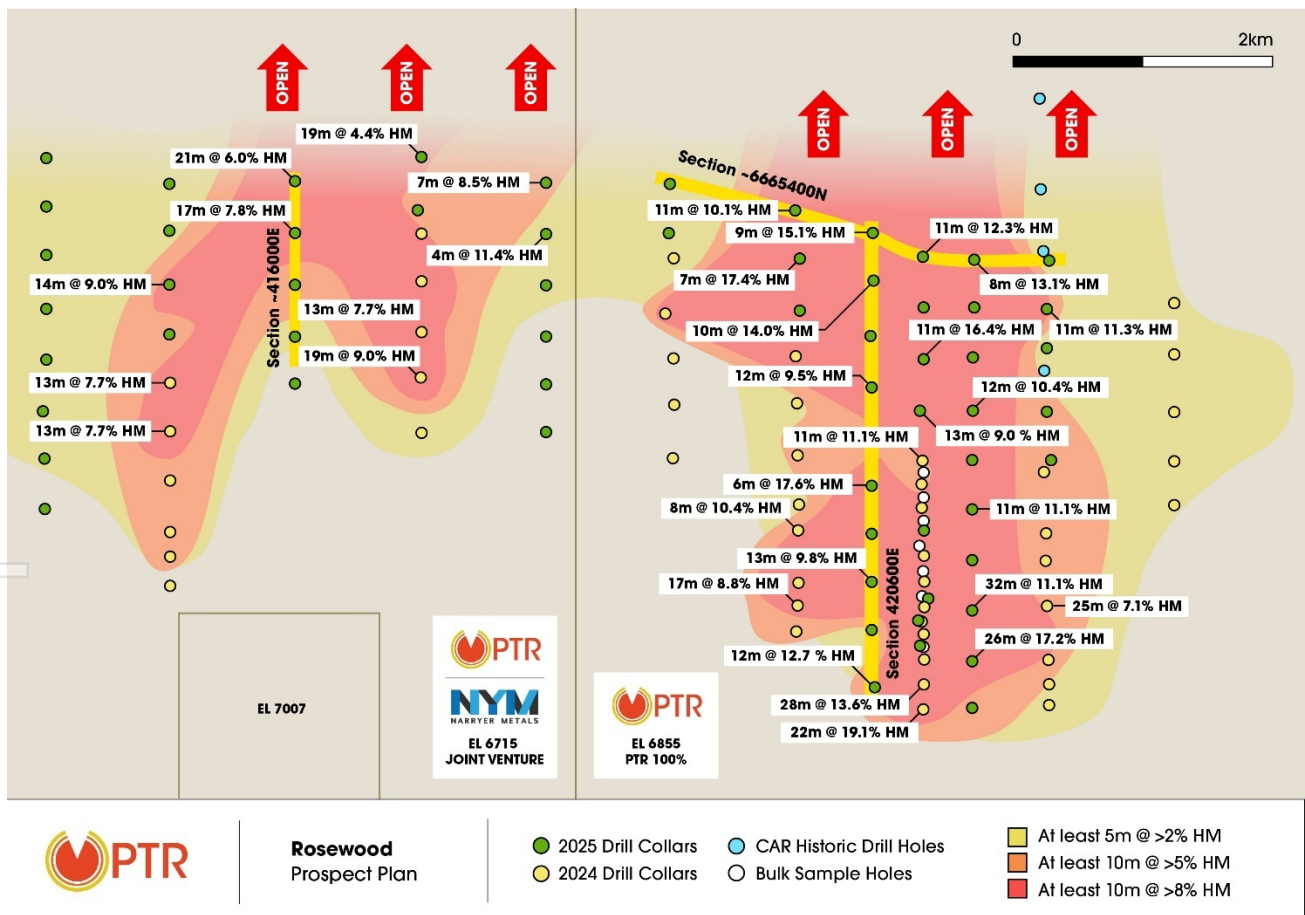 0
2km
OPEN
OPEN
OPEN
OPEN
OPEN
OPEN
19m @ 4.4% HM
21m @ 6.0% HM
7m @ 8.5% HM
17m @ 7.8% HM
4m @ 11.4% HM
14m @ 9.0% HM
13m @ 7.7% HM
Section ~416000E
19m @ 9.0% HM
13m @ 7.7% HM
13m @ 7.7% HM
Section ~6665400N
11m @ 10.1% HM
9m @ 15.1% HM
11m @ 12.3% HM
7m @ 17.4% HM
8m @ 13.1% HM
10m @ 14.0% HM
11m @ 16.4% HM
11m @ 11.3% HM
12m @ 9.5% HM
12m @ 10.4% HM
11m @ 11.1% HM
13m @ 9.0 % HM
6m @ 17.6% HM
8m @ 10.4% HM
11m @ 11.1% HM
13m @ 9.8% HM
17m @ 8.8% HM
32m @ 11.1% HM
25m @ 7.1% HM
Section 420600E
26m @ 17.2% HM
12m @ 12.7 % HM
28m @ 13.6% HM
22m @ 19.1% HM
EL 7007
PTR
NYM
NARRYER METALS
EL 6715
JOINT VENTURE
PTR
EL 6855
PTR 100%
PTR
Rosewood
Prospect Plan
2025 Drill Collars
2024 Drill Collars
CAR Historic Drill Holes
Bulk Sample Holes
At least 5m @ >2% HM
At least 10m @ >5% HM
At least 10m @ >8% HM